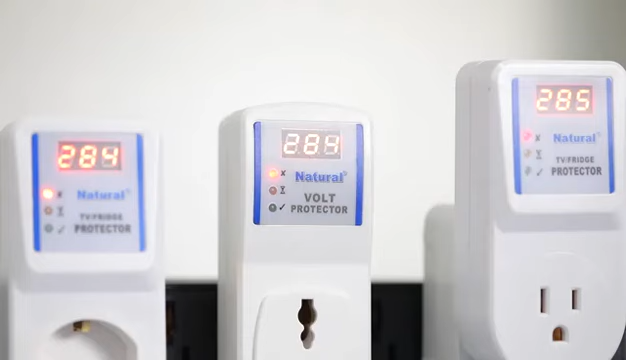 284
x
Natural®
TV/FRIDGE
✓ PROTECTOR
284
x
Natural®
VOLT
✓ PROTECTOR
285
x
Natural®
TV/FRIDGE
✓ PROTECTOR